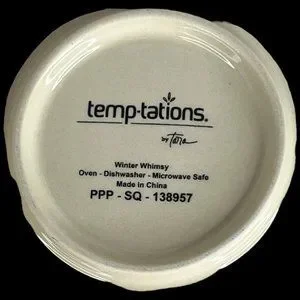 temp-tations.
by tara
Winter Whimsy
Oven - Dishwasher - Microwave Safe
Made in China
PPP - SQ - 138957